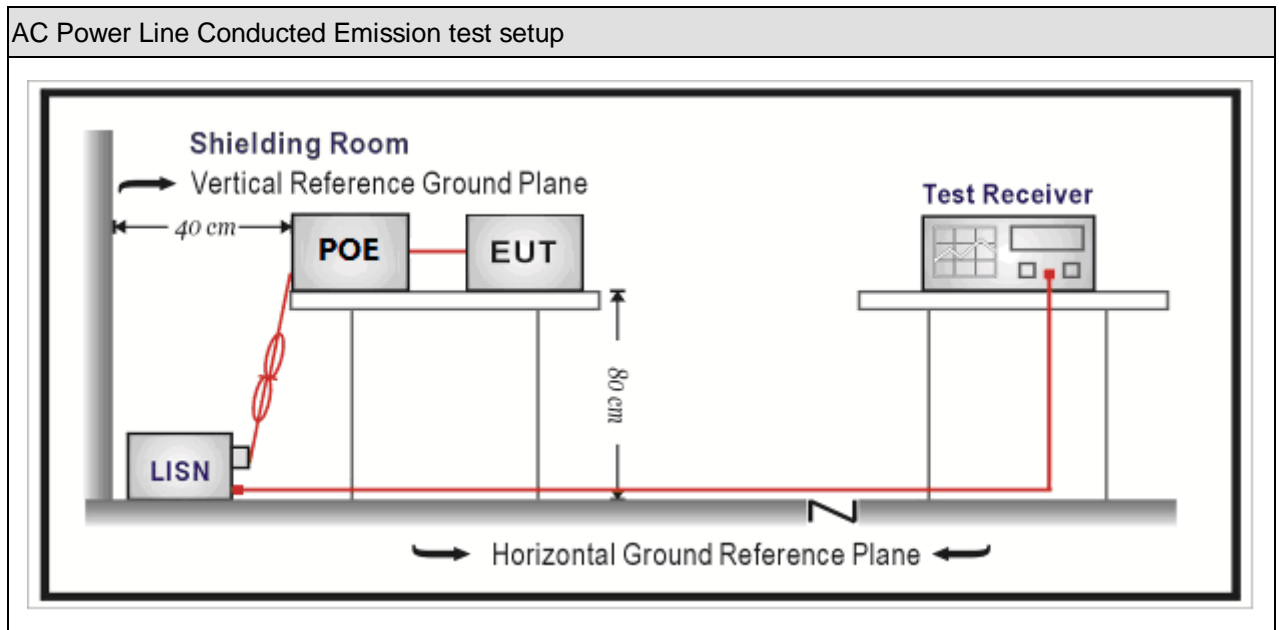 AC Power Line Conducted Emission test setup
Shielding Room
Vertical Reference Ground Plane
40 cm
POE
EUT
Test Receiver
80 cm
LISN
Horizontal Ground Reference Plane